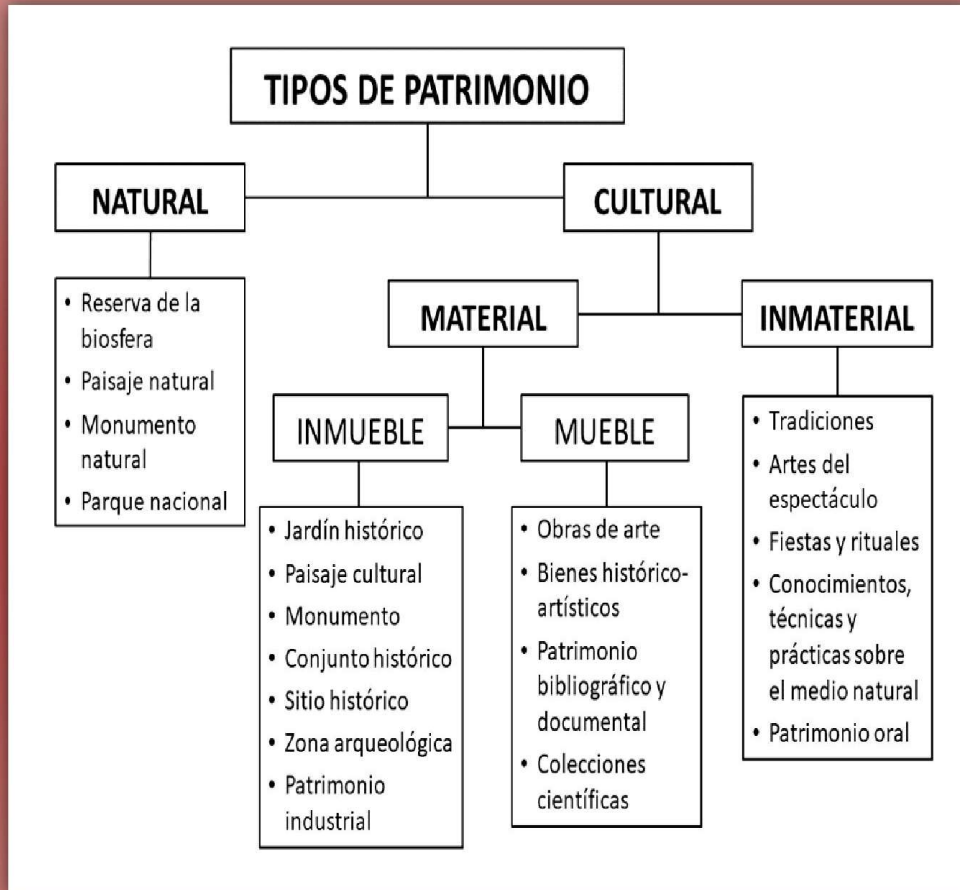 TIPOS DE PATRIMONIO
NATURAL
CULTURAL
• Reserva de la
biosfera
• Paisaje natural
• Monumento
natural
• Parque nacional
MATERIAL
INMATERIAL
INMUEBLE
MUEBLE
• Jardín histórico
• Paisaje cultural
• Monumento
• Conjunto histórico
• Sitio histórico
• Zona arqueológica
• Patrimonio
industrial
• Obras de arte
• Bienes histórico-
artísticos
• Patrimonio
bibliográfico y
documental
• Colecciones
científicas
• Tradiciones
• Artes del
espectáculo
• Fiestas y rituales
• Conocimientos,
técnicas y
prácticas sobre
el medio natural
• Patrimonio oral